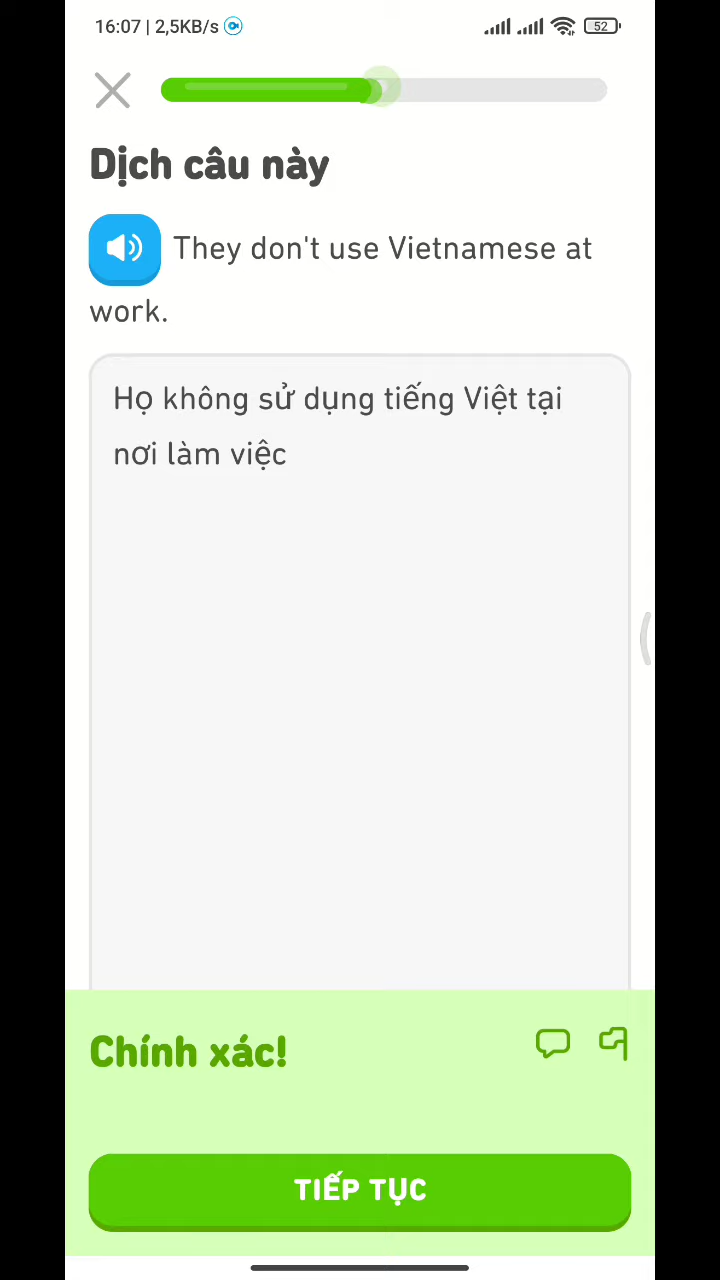 16:07 | 2,5KB/s
52
Dịch câu này
They don't use Vietnamese at
work.
Họ không sử dụng tiếng Việt tại
nơi làm việc
Chính xác!
TIẾP TỤC